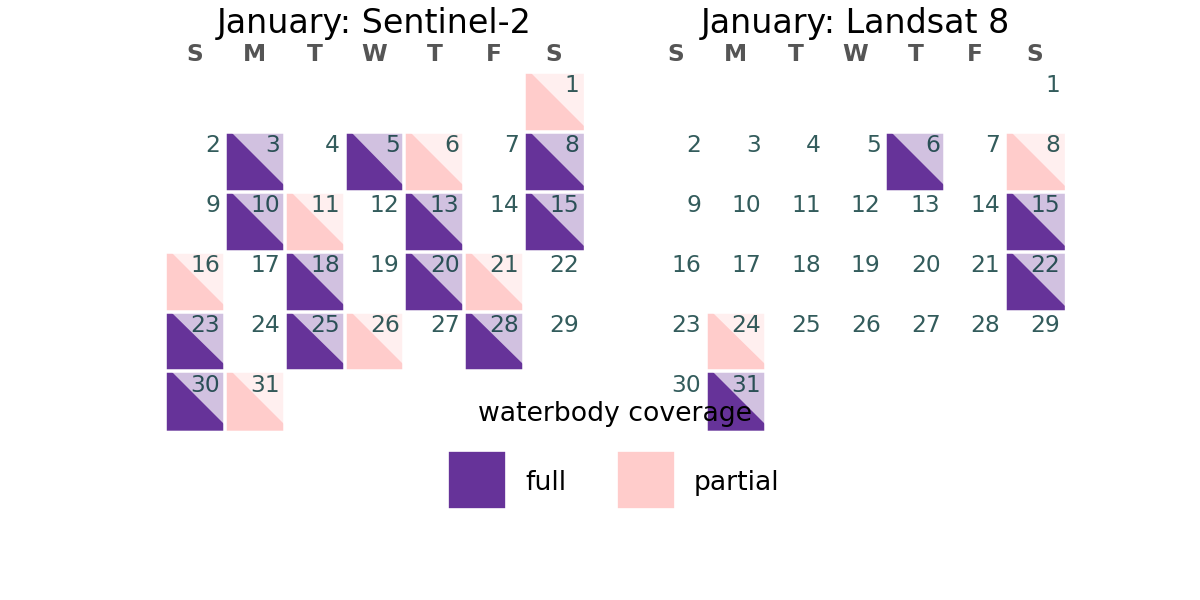 January: Sentinel-2
S M T W T F S
1
2 3 4 5 6 7 8
9 10 11 12 13 14 15
16 17 18 19 20 21 22
23 24 25 26 27 28 29
30 31
January: Landsat 8
S M T W T F S
1
2 3 4 5 6 7 8
9 10 11 12 13 14 15
16 17 18 19 20 21 22
23 24 25 26 27 28 29
30 31
waterbody coverage
full partial